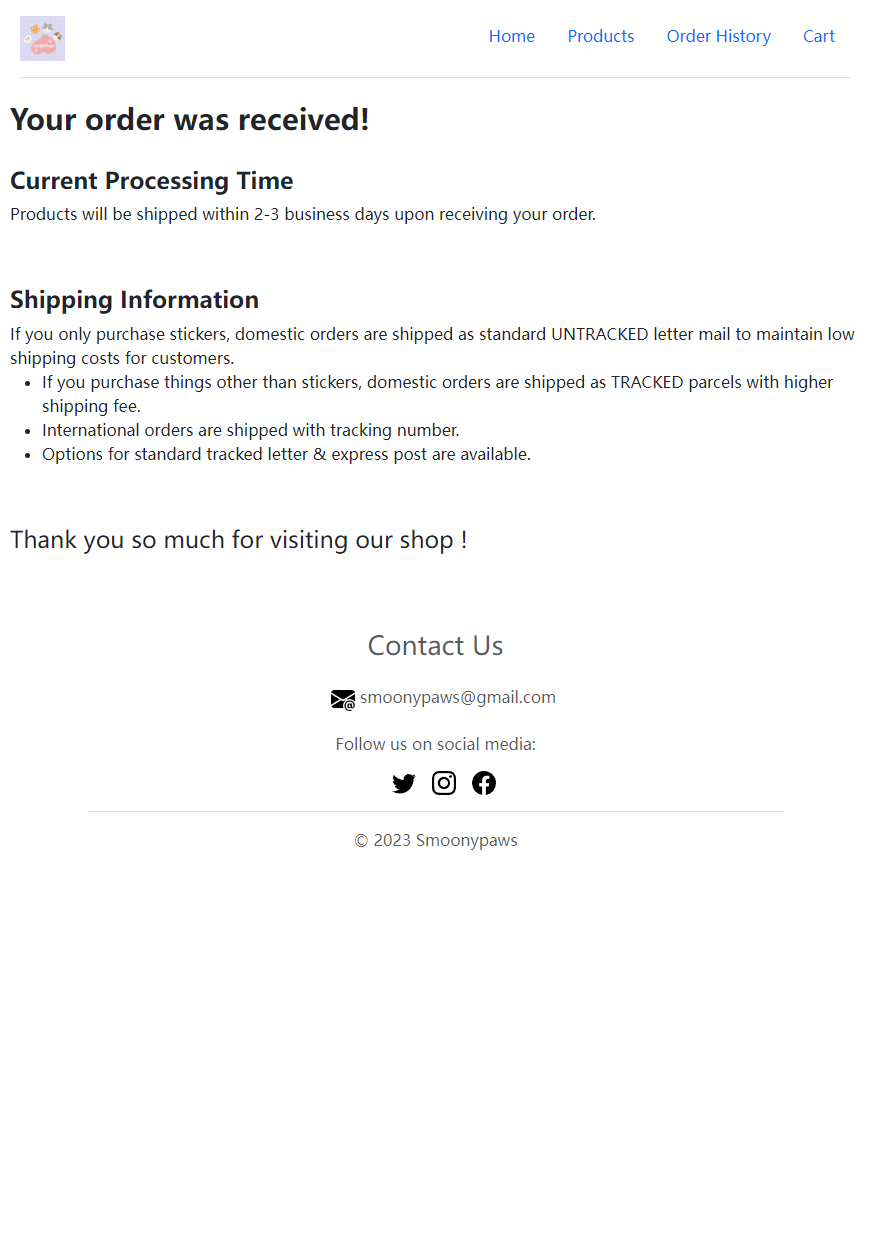 Home Products Order History Cart
Your order was received!
Current Processing Time
Products will be shipped within 2-3 business days upon receiving your order.
Shipping Information
If you only purchase stickers, domestic orders are shipped as standard UNTRACKED letter mail to maintain low
shipping costs for customers.
• If you purchase things other than stickers, domestic orders are shipped as TRACKED parcels with higher
shipping fee.
• International orders are shipped with tracking number.
• Options for standard tracked letter & express post are available.
Thank you so much for visiting our shop !
Contact Us
smoonypaws@gmail.com
Follow us on social media:
© 2023 Smoonypaws